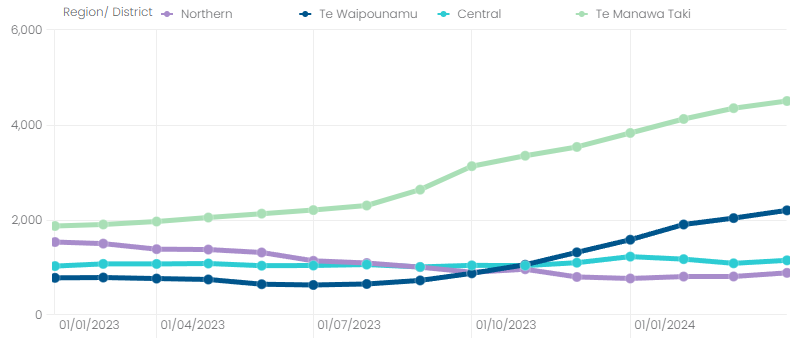 Region/ District Northern Te Waipounamu Central Te Manawa Taki
6,000
4,000
2,000
0
01/01/2023 01/04/2023 01/07/2023 01/10/2023 01/01/2024